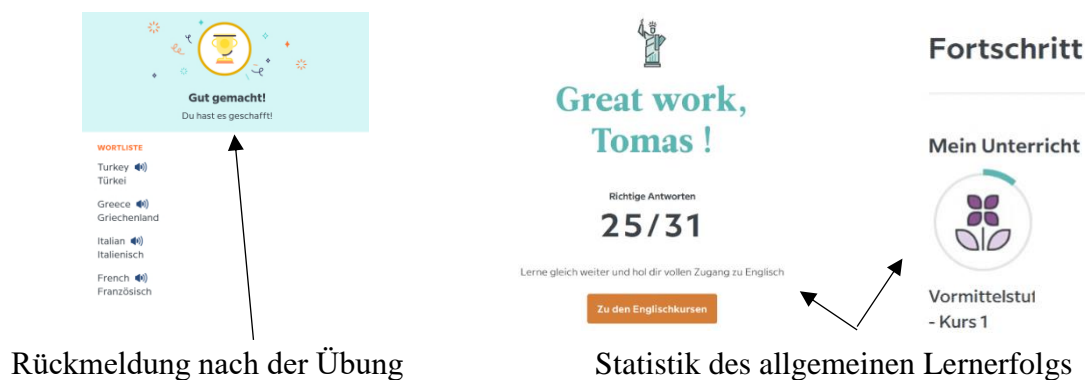 Gut gemacht!
Du hast es geschafft!
WORTLISTE
Turkey
Türkei
Greece
Griechenland
Italian
Italienisch
French
Französisch
Great work,
Tomas !
Richtige Antworten
25/31
Lerne gleich weiter und hol dir vollen Zugang zu Englisch
Zu den Englischkursen
Fortschritt
Mein Unterricht
Vormittelstuf
- Kurs 1
Rückmeldung nach der Übung
Statistik des allgemeinen Lernerfolgs